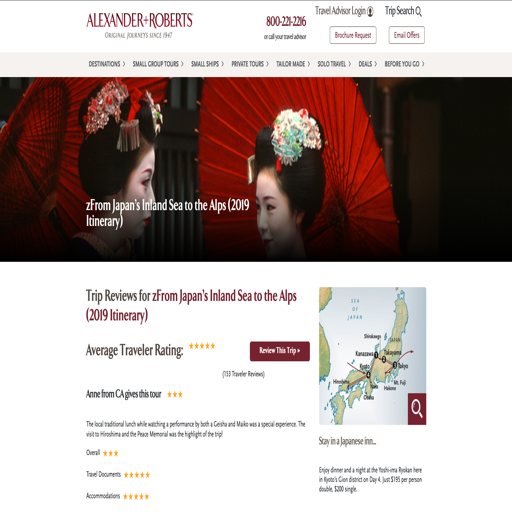 ALEXANDER+ROBERTS
ORIGINAL JOURNEYS SINCE 1947
800-221-2216
or call your travel advisor
Travel Advisor Login
Trip Search
Brochure Request
Email Offers
DESTINATIONS > SMALL GROUP TOURS > SMALL SHIPS > PRIVATE TOURS > TAILOR MADE > SOLO TRAVEL > DEALS > BEFORE YOU GO >
zFrom Japan's Inland Sea to the Alps (2019
Itinerary)
Trip Reviews for zFrom Japan's Inland Sea to the Alps
(2019 Itinerary)
Average Traveler Rating:
Review This Trip »
(153 Traveler Reviews)
Anne from CA gives this tour
The local traditional lunch while watching a performance by both a Geisha and Maiko was a special experience. The
visit to Hiroshima and the Peace Memorial was the highlight of the trip!
Overall
Travel Documents
Accommodations
SEA
OF
JAPAN
Shirakawago
JAPAN
Kanazawa
Takayama
Kyoto
Tokyo
Hiroshima
Mt. Fuji
Nara
Hakone
Osaka
Stay in a Japanese inn...
Enjoy dinner and a night at the Yoshi-ima Ryokan here
in Kyoto's Gion district on Day 4. Just $195 per person
double, $200 single.